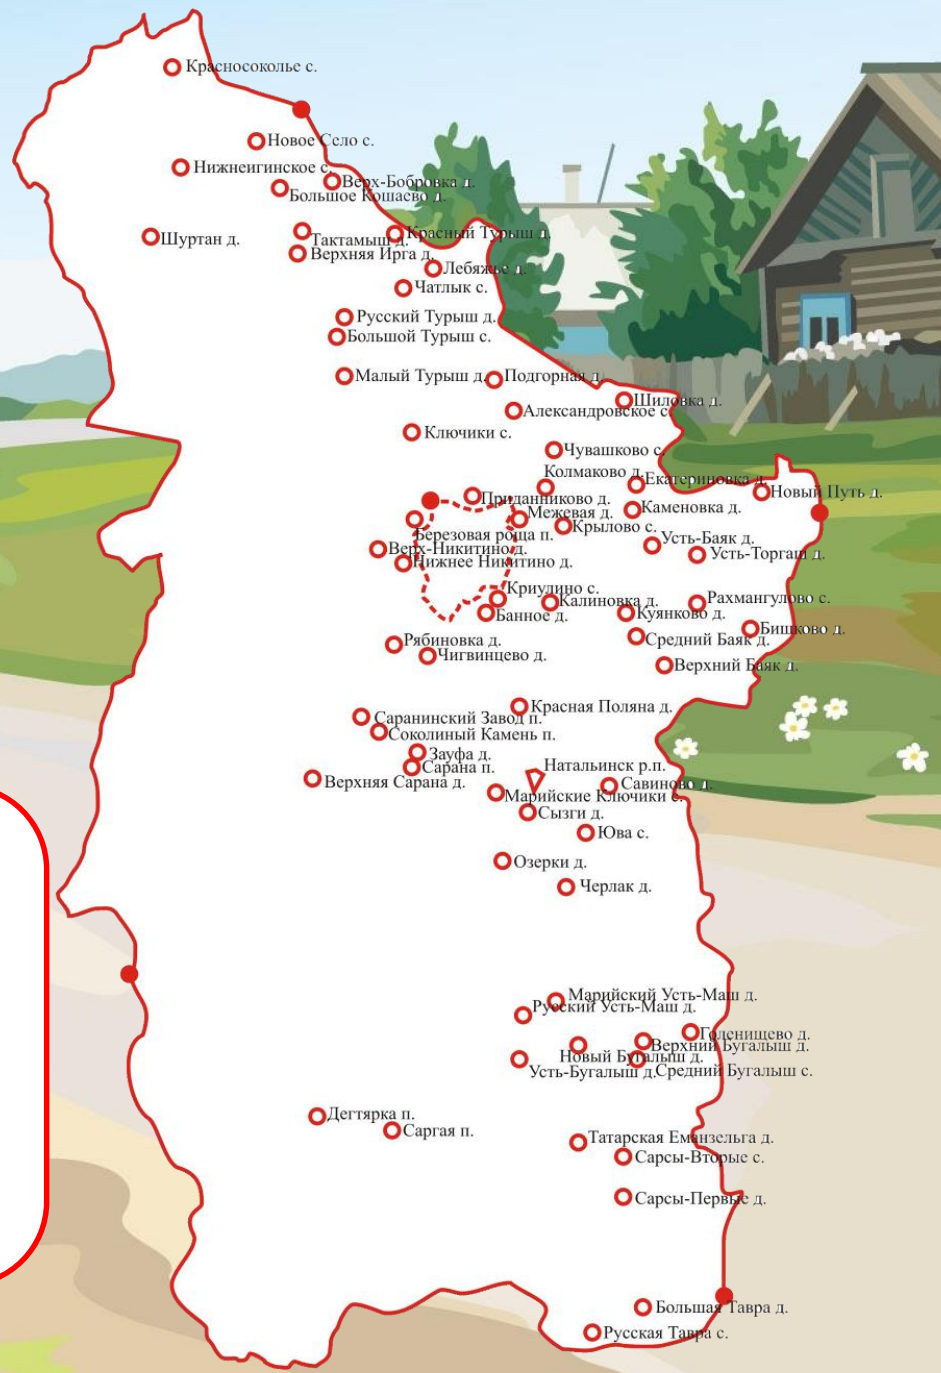 Красносоколье с.
Новое Село с.
Нижнеигинское с.
Верх-Бобровка д.
Большое Кошаево д.
Шуртан д.
Тактамыш д.
Красный Турыш д.
Верхняя Ирга д.
Лебяжье д.
Чатлык с.
Русский Турыш д.
Большой Турыш с.
Малый Турыш д.
Подгорная д.
Шиловка д.
Александровское с.
Ключики с.
Чувашково с.
Колмаково д.
Екатериновка д.
Новый Путь д.
Приданниково д.
Межевая д.
Каменовка д.
Крылово с.
Березовая роща п.
Верх-Никитино д.
Усть-Баяк д.
Усть-Торгаш д.
Нижнее Никитино д.
Криулино с.
Калиновка д.
Рахмангулово с.
Банное д.
Куянково д.
Бишково д.
Рябиновка д.
Средний Баяк д.
Чигвинцево д.
Верхний Баяк д.
Красная Поляна д.
Саранинский Завод п.
Соколиный Камень п.
Зауфа д.
Сарана п.
Натальинск р.п.
Верхняя Сарана д.
Савиново д.
Марийские Ключики с.
Сызги д.
Юва с.
Озерки д.
Черлак д.
Марийский Усть-Маш д.
Русский Усть-Маш д.
Голенищево д.
Верхний Бугалыш д.
Новый Бугалыш д.
Усть-Бугалыш д.
Средний Бугалыш с.
Дегтярка п.
Саргая п.
Татарская Еманзельга д.
Сарсы-Вторые с.
Сарсы-Первые д.
Большая Тавра д.
Русская Тавра с.